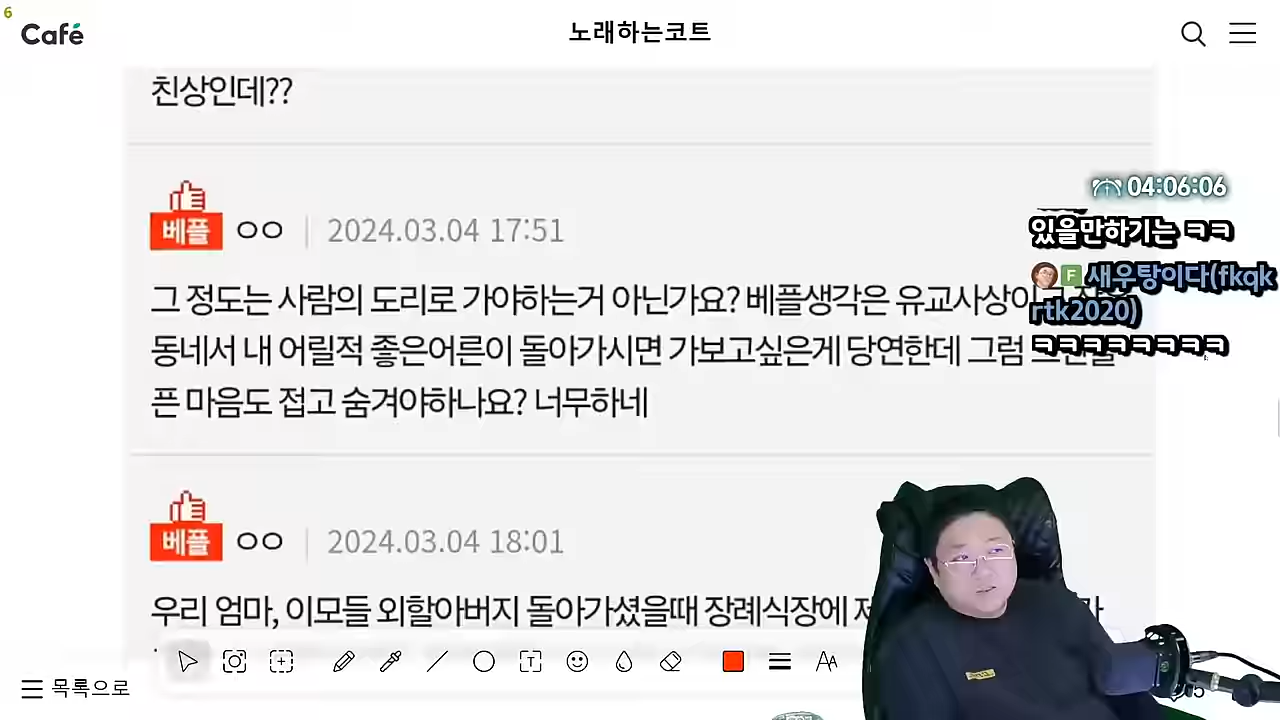 6
Café
노래하는코트
친상인데??
04:06:06
베플 ㅇㅇ 2024.03.04 17:51
있을만하기는 ㅋㅋ
F 새우탕이다(fkqk
rtk2020)
ㅋㅋㅋㅋㅋㅋㅋㅋ
그 정도는 사람의 도리로 가야하는거 아닌가요? 베플생각은 유교사상이
동네서 내 어릴적 좋은어른이 돌아가시면 가보고싶은게 당연한데 그럼
픈 마음도 접고 숨겨야하나요? 너무하네
베플 ㅇㅇ 2024.03.04 18:01
우리 엄마, 이모들 외할아버지 돌아가셨을때 장례식장에
T
AA
목록으로